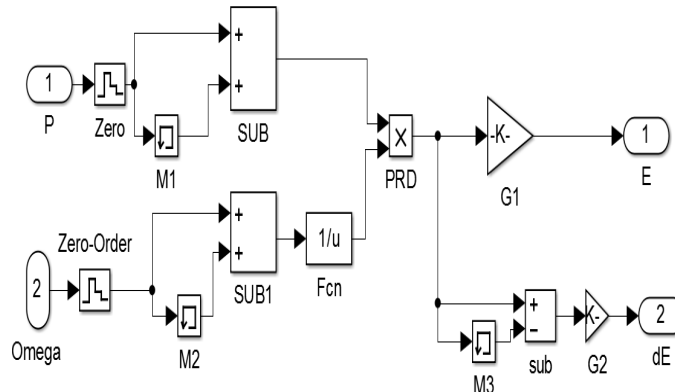 1
P
Zero
M1
+
+
SUB
X
PRD
-K-
G1
1
E
Zero-Order
2
Omega
M2
+
+
SUB1
1/u
Fcn
M3
+
−
sub
K-
G2
2
dE